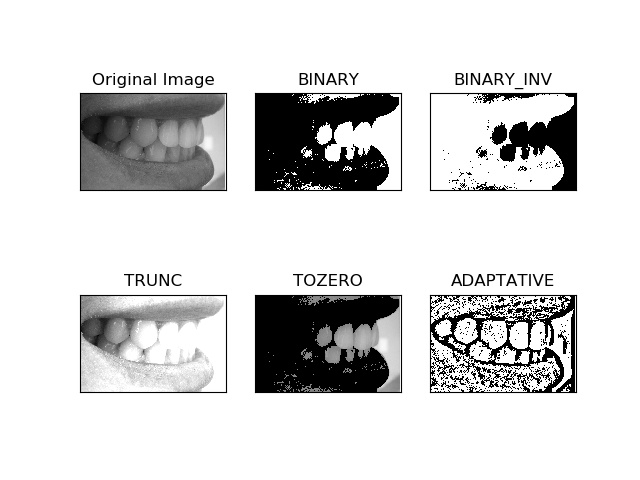 Original Image
BINARY
BINARY_INV
TRUNC
TOZERO
ADAPTATIVE